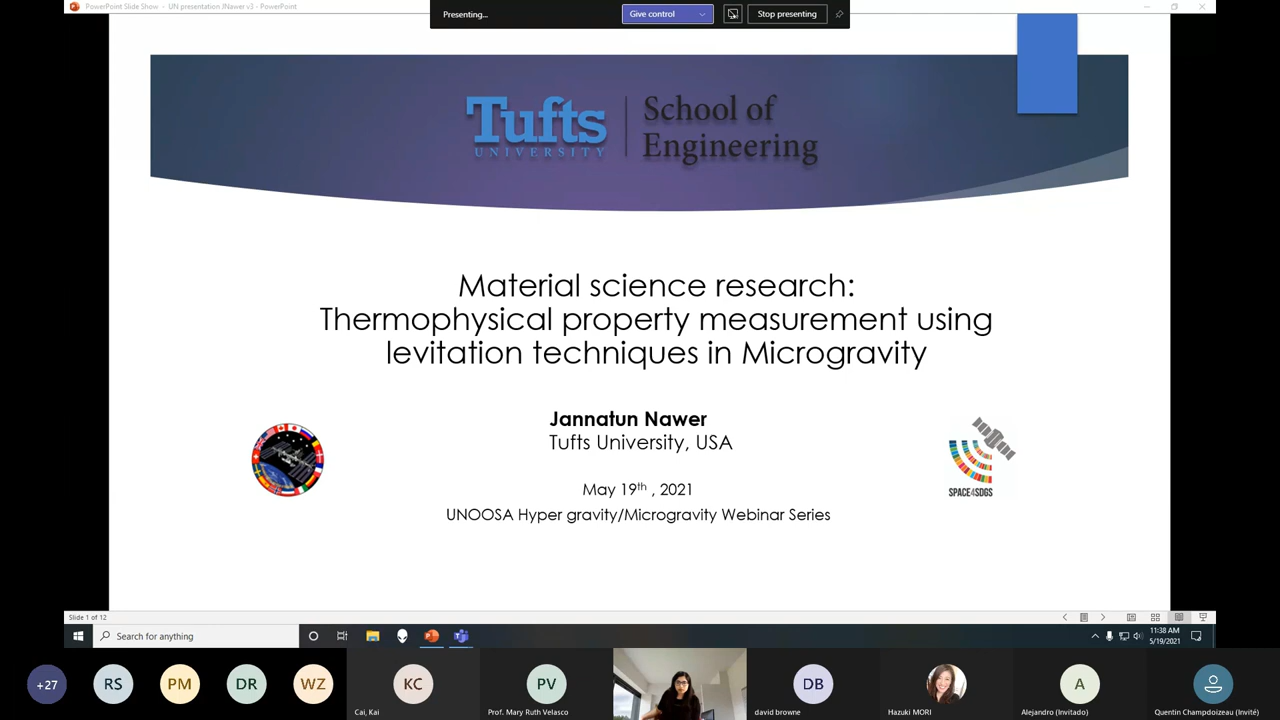 PowerPoint Slide Show - UN presentation JNawer v3 - PowerPoint
Presenting...
Give control
Stop presenting
Tufts
UNIVERSITY
School of
Engineering
Material science research:
Thermophysical property measurement using
levitation techniques in Microgravity
Jannatun Nawer
Tufts University, USA
SPACE4SDGS
May 19th , 2021
UNOOSA Hyper gravity/Microgravity Webinar Series
Slide 1 of 12
Search for anything
11:38 AM
5/19/2021
+27
RS
PM
DR
WZ
KC
Cai, Kai
PV
Prof. Mary Ruth Velasco
DB
david browne
Hazuki MORI
A
Alejandro (Invitado)
Quentin Champdoizeau (Invité)